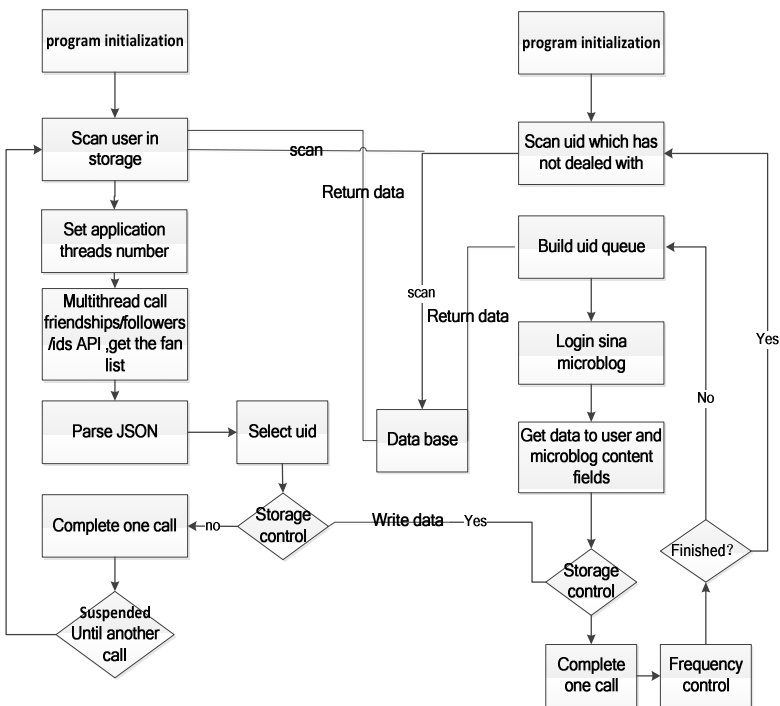 program initialization
Scan user in
storage
Set application
threads number
Multithread call
friendships/followers
/ids API ,get the fan
list
Parse JSON
Select uid
Storage
control
no
Complete one call
Suspended
Until another
call
scan
Return data
scan
Return data
Data base
Write data
Yes
program initialization
Scan uid which has
not dealed with
Build uid queue
Login sina
microblog
Get data to user and
microblog content
fields
Storage
control
Complete
one call
Frequency
control
Finished?
No
Yes